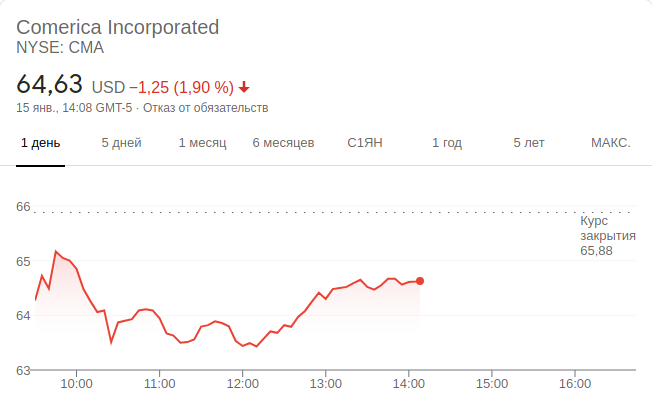 Comerica Incorporated
NYSE: CMA
64,63 USD −1,25 (1,90 %)
15 янв., 14:08 GMT-5 · Отказ от обязательств
1 день 5 дней 1 месяц 6 месяцев С1ЯН 1 год 5 лет МАКС.
66
Курс
закрытия
65,88
65
64
63
10:00 11:00 12:00 13:00 14:00 15:00 16:00